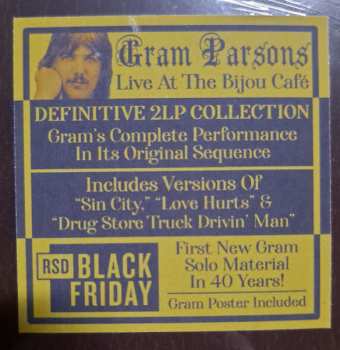 Gram Parsons
Live At The Bijou Café
DEFINITIVE 2LP COLLECTION
Gram's Complete Performance
In Its Original Sequence
Includes Versions Of
“Sin City,” “Love Hurts” &
“Drug Store Truck Drivin' Man”
RSD BLACK
FRIDAY
First New Gram
Solo Material
In 40 Years!
Gram Poster Included